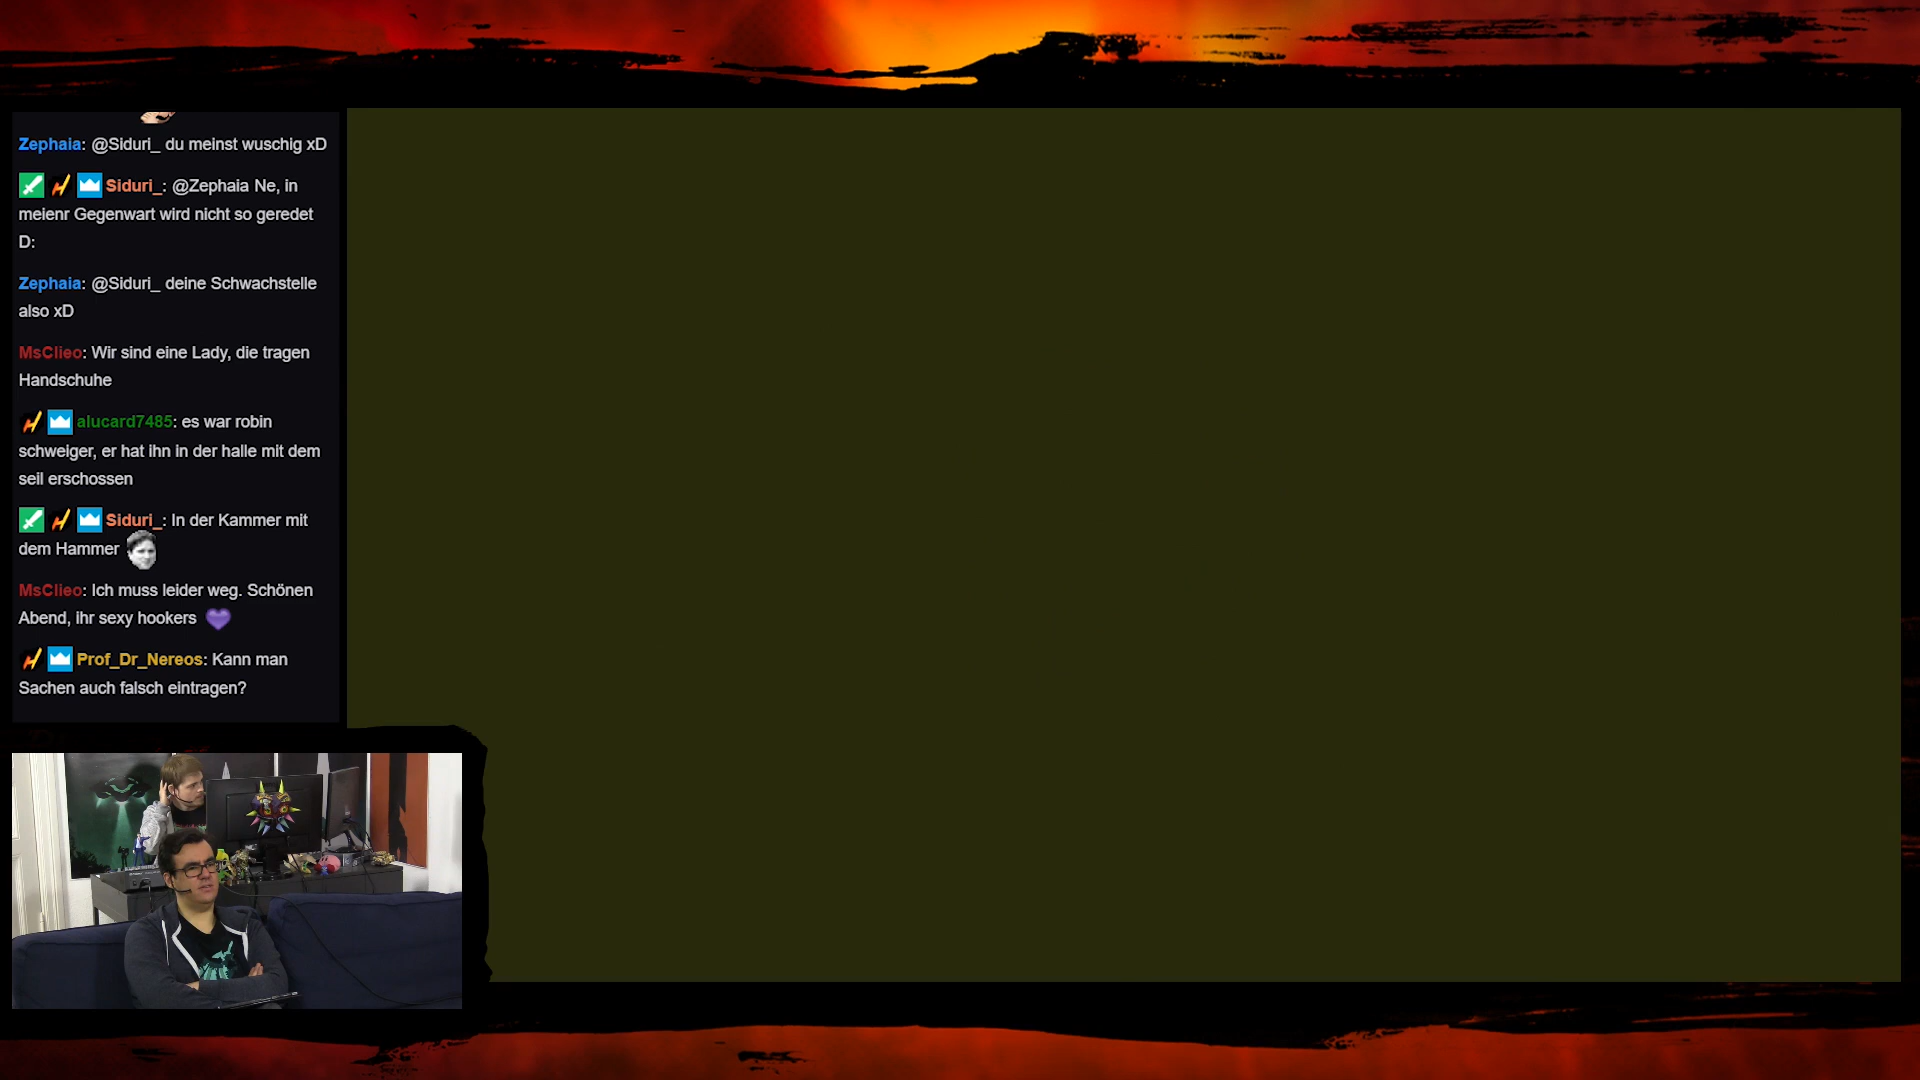 Zephaia: @Siduri_ du meinst wuschig xD
Siduri_: @Zephaia Ne, in
meienr Gegenwart wird nicht so geredet
D:
Zephaia: @Siduri_ deine Schwachstelle
also xD
MsClieo: Wir sind eine Lady, die tragen
Handschuhe
alucard7485: es war robin
schweiger, er hat ihn in der halle mit dem
seil erschossen
Siduri_: In der Kammer mit
dem Hammer
MsClieo: Ich muss leider weg. Schönen
Abend, ihr sexy hookers
Prof_Dr_Nereos: Kann man
Sachen auch falsch eintragen?